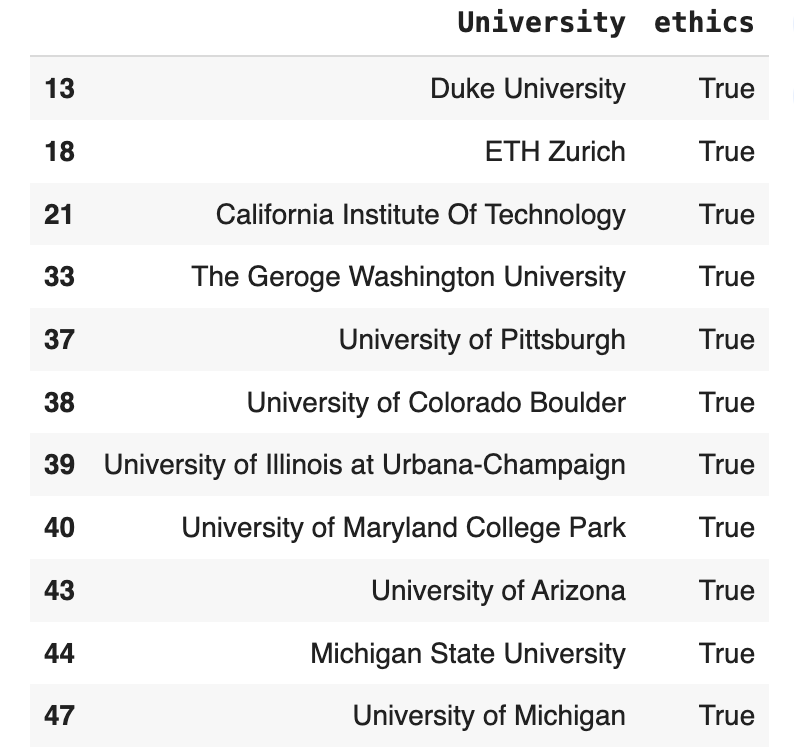 University ethics
13 Duke University True
18 ETH Zurich True
21 California Institute Of Technology True
33 The Geroge Washington University True
37 University of Pittsburgh True
38 University of Colorado Boulder True
39 University of Illinois at Urbana-Champaign True
40 University of Maryland College Park True
43 University of Arizona True
44 Michigan State University True
47 University of Michigan True